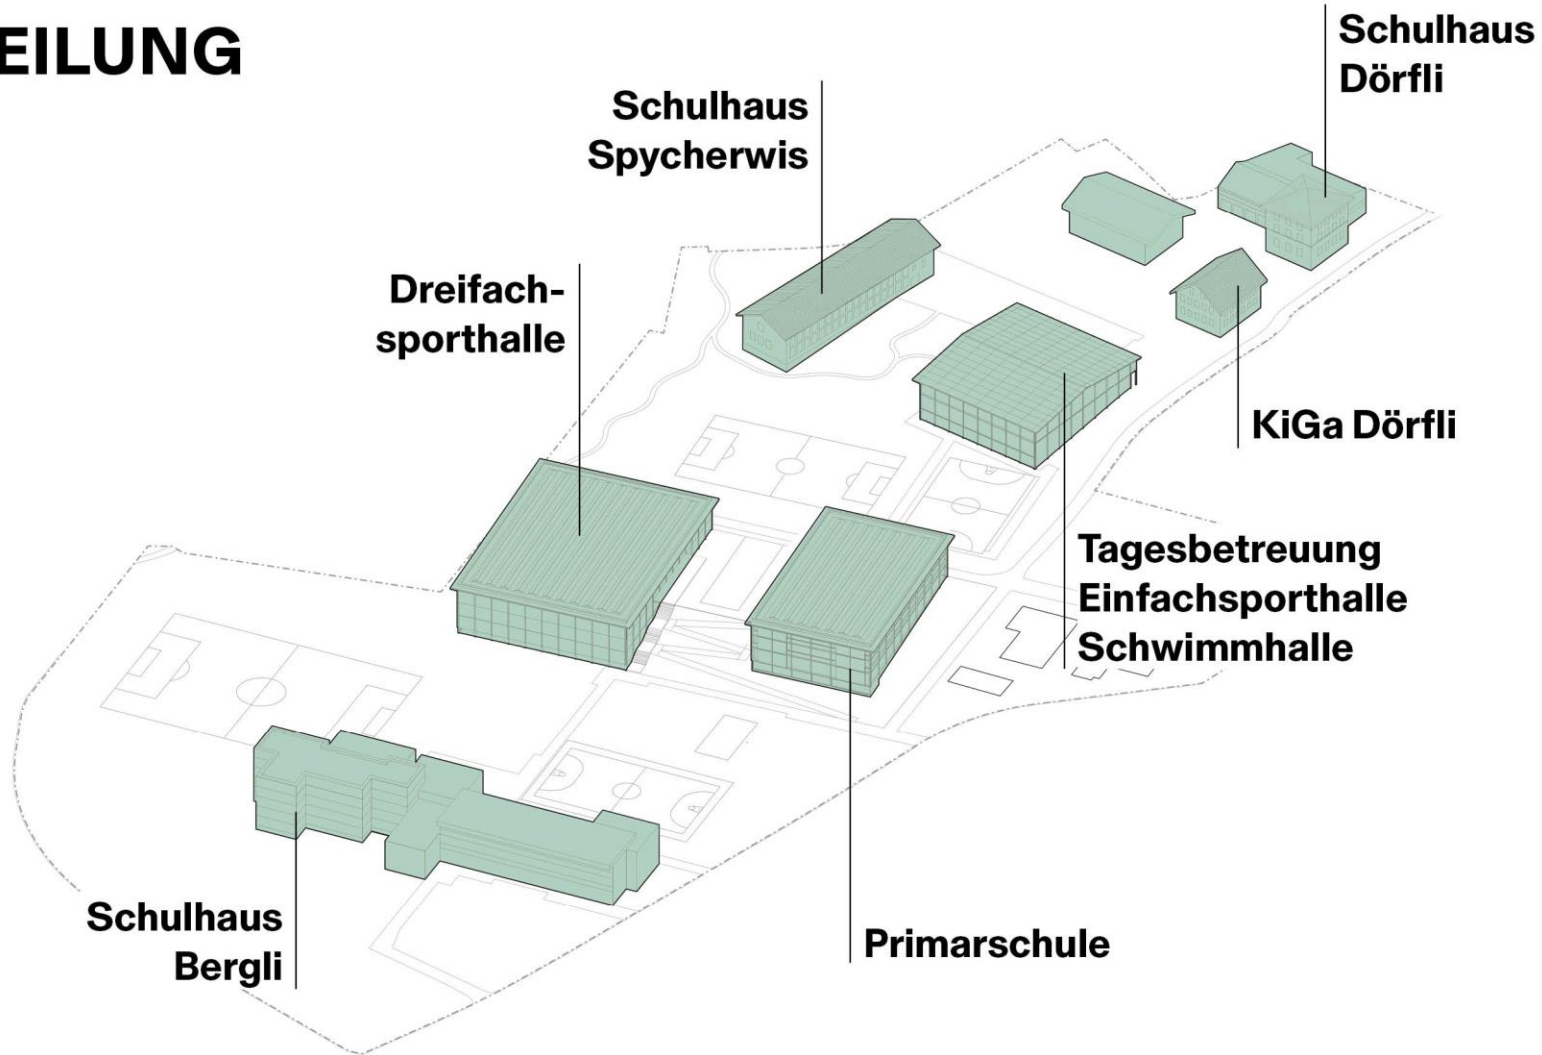 EILUNG
Schulhaus
Dörfli
Schulhaus
Spycherwis
Dreifach-
sporthalle
KiGa Dörfli
Tagesbetreuung
Einfachsporthalle
Schwimmhalle
Schulhaus
Bergli
Primarschule